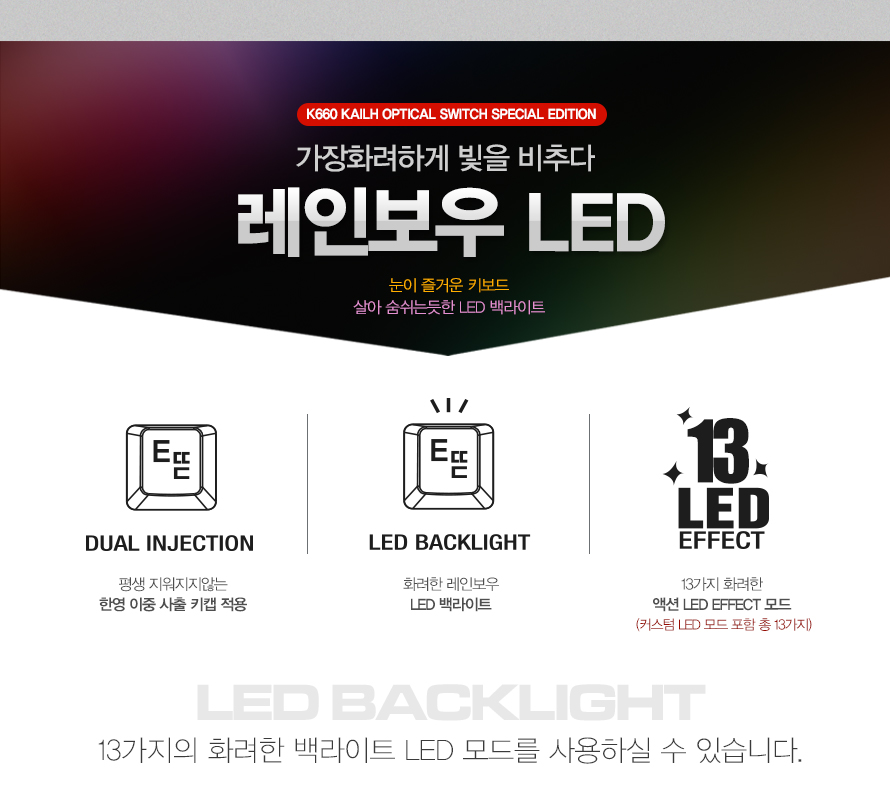 K660 KAILH OPTICAL SWITCH SPECIAL EDITION
가장화려하게 빛을 비추다
레인보우 LED
눈이 즐거운 키보드
살아 숨쉬는듯한 LED 백라이트
E
ㄸ
ㄷ
DUAL INJECTION
평생 지워지지않는
한영 이중 사출 키캡 적용
E
ㄸ
ㄷ
LED BACKLIGHT
화려한 레인보우
LED 백라이트
13
LED
EFFECT
13가지 화려한
액션 LED EFFECT 모드
(커스텀 LED 모드 포함 총 13가지)
LED BACKLIGHT
13가지의 화려한 백라이트 LED 모드를 사용하실 수 있습니다.